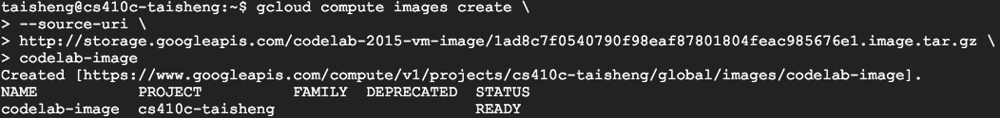 taisheng@cs410c-taisheng:~$ gcloud compute images create \
> --source-uri \
> http://storage.googleapis.com/codelab-2015-vm-image/1ad8c7f0540790f98eaf87801804feac985676e1.image.tar.gz \
> codelab-image
Created [https://www.googleapis.com/compute/v1/projects/cs410c-taisheng/global/images/codelab-image].
NAME           PROJECT          FAMILY  DEPRECATED  STATUS
codelab-image  cs410c-taisheng                      READY